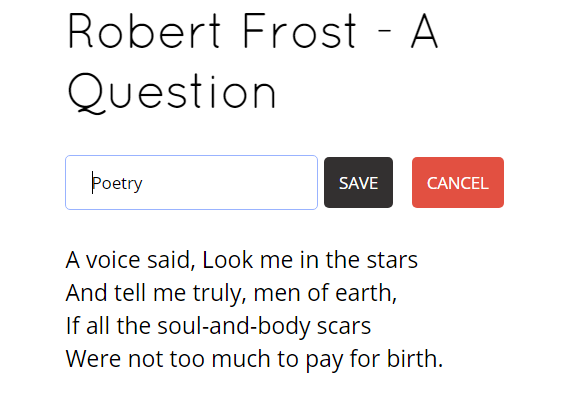 Robert Frost - A
Question
Poetry
SAVE
CANCEL
A voice said, Look me in the stars
And tell me truly, men of earth,
If all the soul-and-body scars
Were not too much to pay for birth.